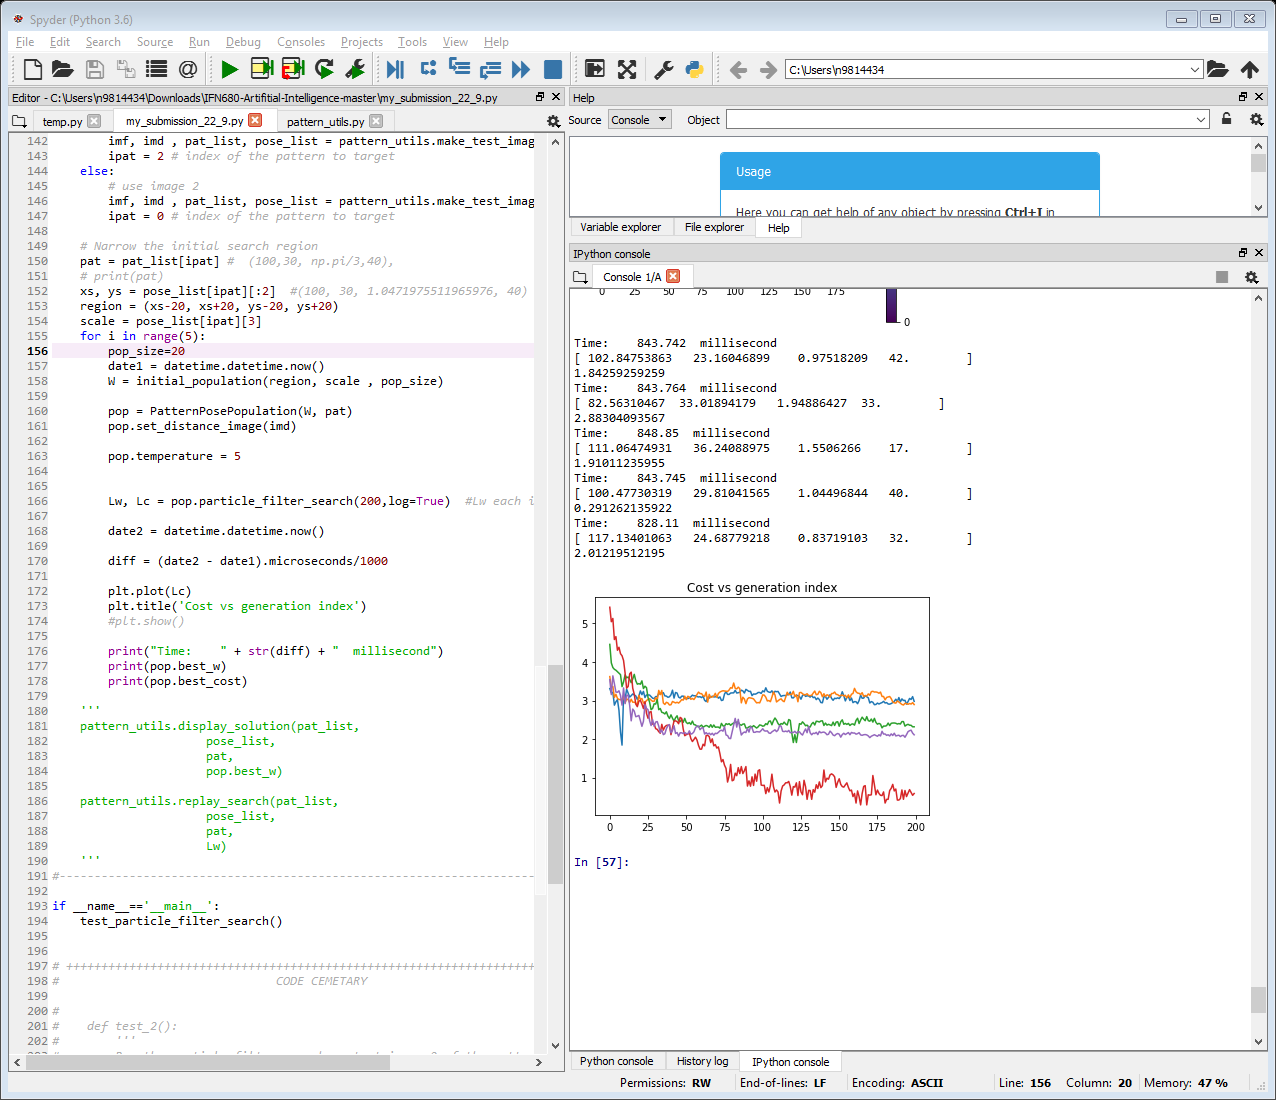 Spyder (Python 3.6)
File Edit Search Source Run Debug Consoles Projects Tools View Help
C:\Users\n9814434
Editor - C:\Users\n9814434\Downloads\IFN680-Artifitial-Intelligence-master\my_submission_22_9.py
temp.py my_submission_22_9.py pattern_utils.py
142 imf, imd , pat_list, pose_list = pattern_utils.make_test_imag
143 ipat = 2 # index of the pattern to target
144 else:
145 # use image 2
146 imf, imd , pat_list, pose_list = pattern_utils.make_test_imag
147 ipat = 0 # index of the pattern to target
148
149 # Narrow the initial search region
150 pat = pat_list[ipat] # (100,30, np.pi/3,40),
151 # print(pat)
152 xs, ys = pose_list[ipat][:2] #(100, 30, 1.0471975511965976, 40)
153 region = (xs-20, xs+20, ys-20, ys+20)
154 scale = pose_list[ipat][3]
155 for i in range(5):
156 pop_size=20
157 date1 = datetime.datetime.now()
158 W = initial_population(region, scale , pop_size)
159
160 pop = PatternPosePopulation(W, pat)
161 pop.set_distance_image(imd)
162
163 pop.temperature = 5
164
165
166 Lw, Lc = pop.particle_filter_search(200,log=True) #Lw each i
167
168 date2 = datetime.datetime.now()
169
170 diff = (date2 - date1).microseconds/1000
171
172 plt.plot(Lc)
173 plt.title('Cost vs generation index')
174 #plt.show()
175
176 print("Time:    " + str(diff) + "  millisecond")
177 print(pop.best_w)
178 print(pop.best_cost)
179
180 '''
181 pattern_utils.display_solution(pat_list,
182 pose_list,
183 pat,
184 pop.best_w)
185
186 pattern_utils.replay_search(pat_list,
187 pose_list,
188 pat,
189 Lw)
190 '''
191 #-------------------------------------------------------------------
192
193 if __name__=='__main__':
194 test_particle_filter_search()
195
196
197 # ++++++++++++++++++++++++++++++++++++++++++++++++++++++++++++++++++
198 # CODE CEMETARY
199
200 #
201 # def test_2():
202 # '''
Help
Source Console Object
Usage
Here you can get help of any object by pressing Ctrl+I in
Variable explorer File explorer Help
IPython console
Console 1/A
0 25 50 75 100 125 150 175
0
Time:    843.742  millisecond
[ 102.84753863   23.16046899    0.97518209   42.        ]
1.84259259259
Time:    843.764  millisecond
[ 82.56310467  33.01894179   1.94886427  33.        ]
2.88304093567
Time:    848.85  millisecond
[ 111.06474931   36.24088975    1.5506266    17.        ]
1.91011235955
Time:    843.745  millisecond
[ 100.47730319   29.81041565    1.04496844   40.        ]
0.291262135922
Time:    828.11  millisecond
[ 117.13401063   24.68779218    0.83719103   32.        ]
2.01219512195
Cost vs generation index
5
4
3
2
1
0 25 50 75 100 125 150 175 200
In [57]:
Python console History log IPython console
Permissions: RW End-of-lines: LF Encoding: ASCII Line: 156 Column: 20 Memory: 47 %